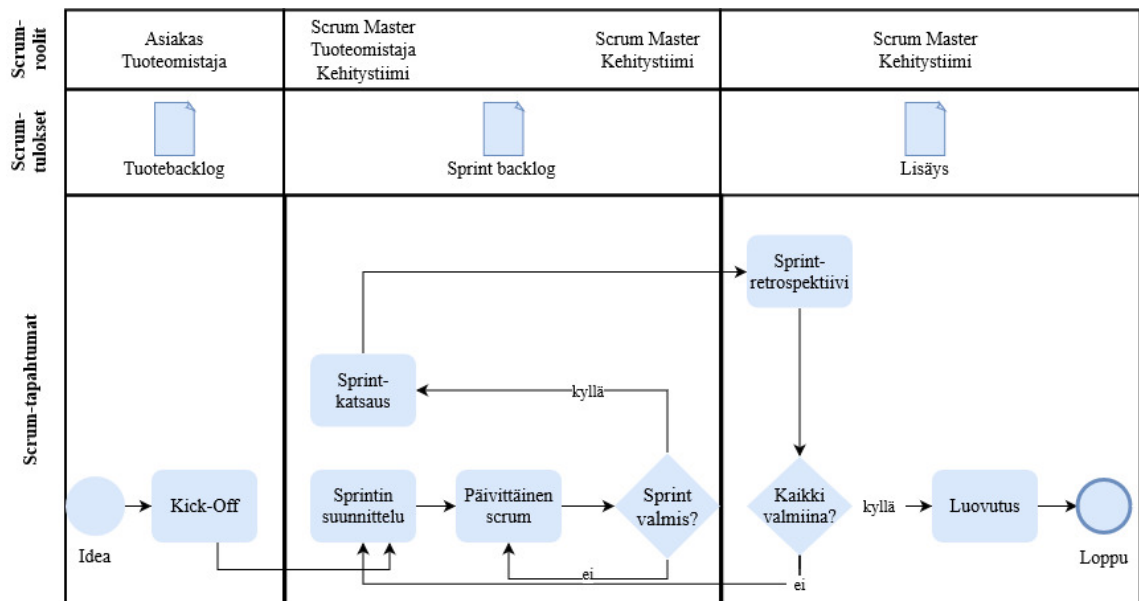 Scrum-
roolit
Asiakas
Tuoteomistaja
Scrum Master
Tuoteomistaja
Kehitystiimi
Scrum Master
Kehitystiimi
Scrum Master
Kehitystiimi
Scrum-
tulokset
Tuotebacklog
Sprint backlog
Lisäys
Scrum-tapahtumat
Sprint-
retrospektiivi
Sprint-
katsaus
kyllä
Idea
Kick-Off
Sprintin
suunnittelu
Päivittäinen
scrum
Sprint
valmis?
ei
Kaikki
valmiina?
kyllä
ei
Luovutus
Loppu